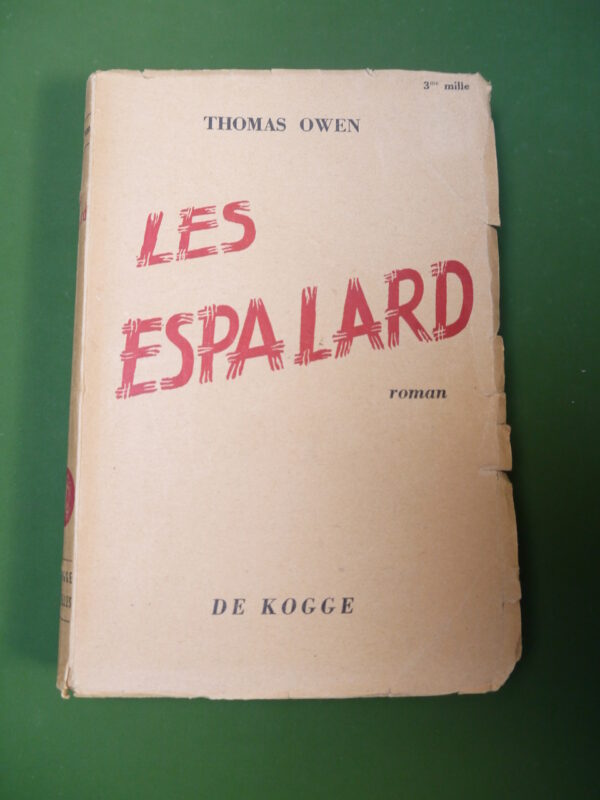 3me mille
THOMAS OWEN
LES
ESPALARD
roman
DE KOGGE